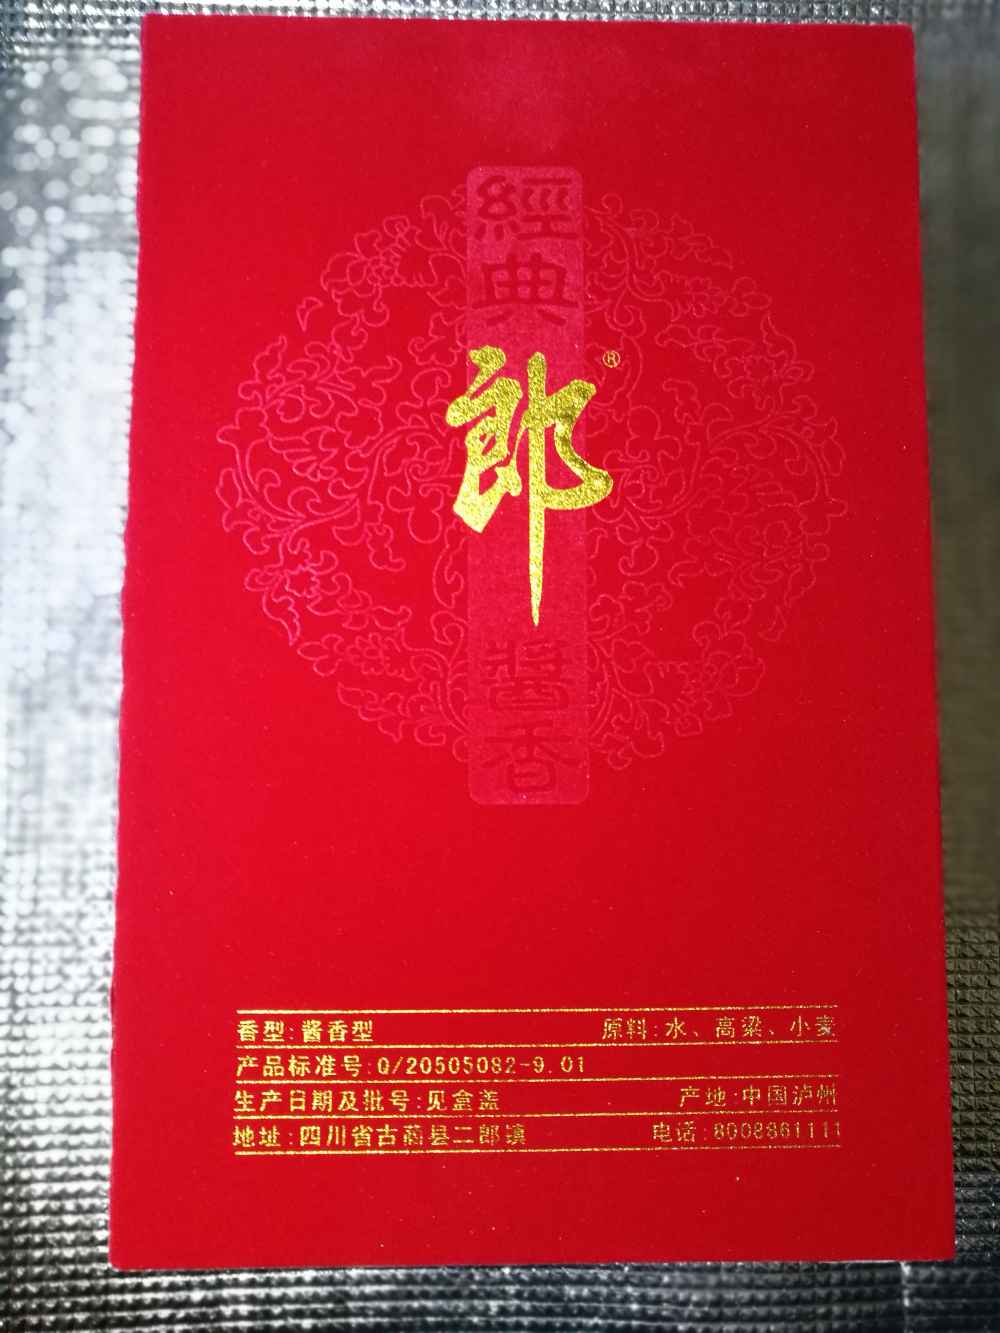 經典
郎®
醬香
香型:酱香型 原料:水、高粱、小麦
产品标准号:Q/20505082-9.01
生产日期及批号:见盒盖 产地:中国泸州
地址:四川省古蔺县二郎镇 电话:8008861111